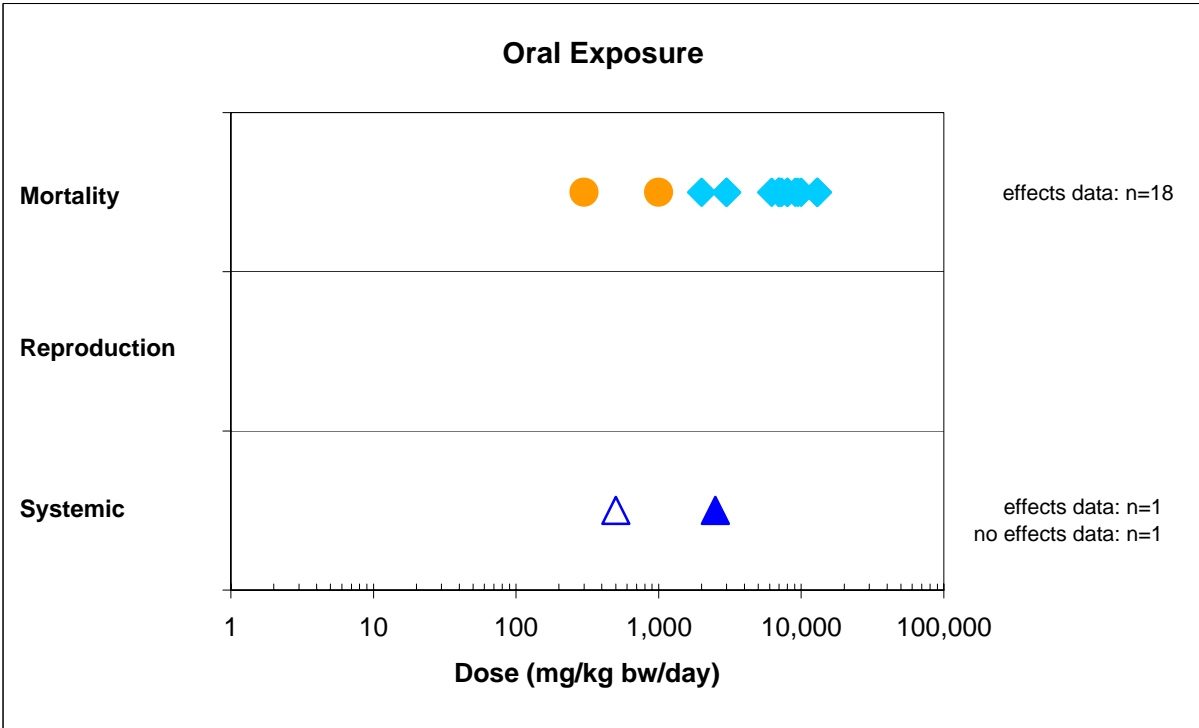 Oral Exposure
Mortality
effects data: n=18
Reproduction
Systemic
effects data: n=1
no effects data: n=1
1 10 100 1,000 10,000 100,000
Dose (mg/kg bw/day)